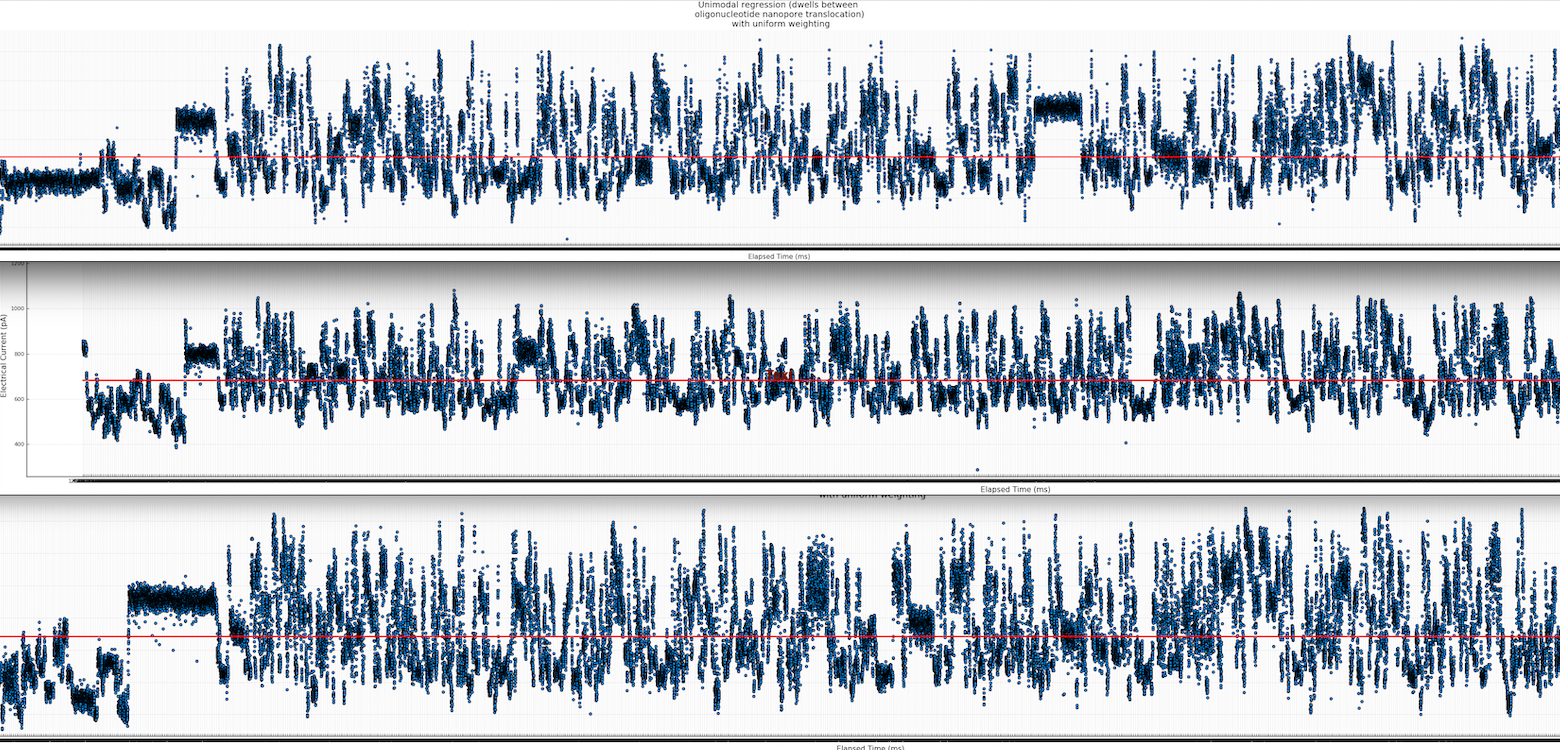 Unimodal regression (dwells between
oligonucleotide nanopore translocation)
with uniform weighting
Elapsed Time (ms)
1200
1000
800
600
400
Electrical Current (pA)
Elapsed Time (ms)
with uniform weighting
Elapsed Time (ms)